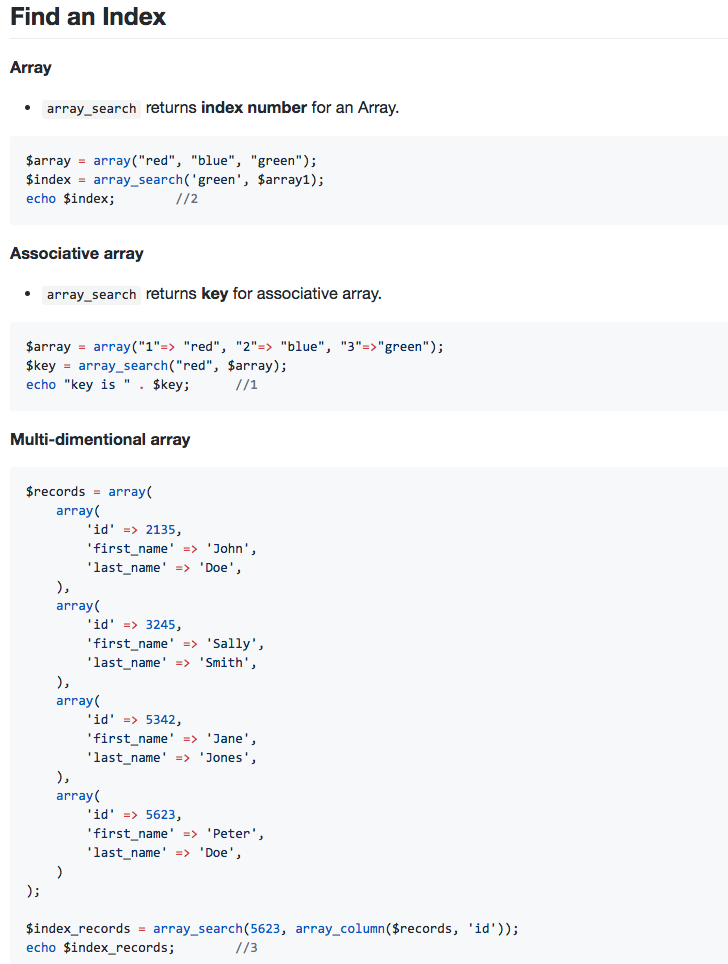 Find an Index
Array
• array_search returns index number for an Array.
$array = array("red", "blue", "green");
$index = array_search('green', $array1);
echo $index;        //2
Associative array
• array_search returns key for associative array.
$array = array("1"=> "red", "2"=> "blue", "3"=>"green");
$key = array_search("red", $array);
echo "key is " . $key;      //1
Multi-dimentional array
$records = array(
    array(
        'id' => 2135,
        'first_name' => 'John',
        'last_name' => 'Doe',
    ),
    array(
        'id' => 3245,
        'first_name' => 'Sally',
        'last_name' => 'Smith',
    ),
    array(
        'id' => 5342,
        'first_name' => 'Jane',
        'last_name' => 'Jones',
    ),
    array(
        'id' => 5623,
        'first_name' => 'Peter',
        'last_name' => 'Doe',
    )
);
$index_records = array_search(5623, array_column($records, 'id'));
echo $index_records;        //3